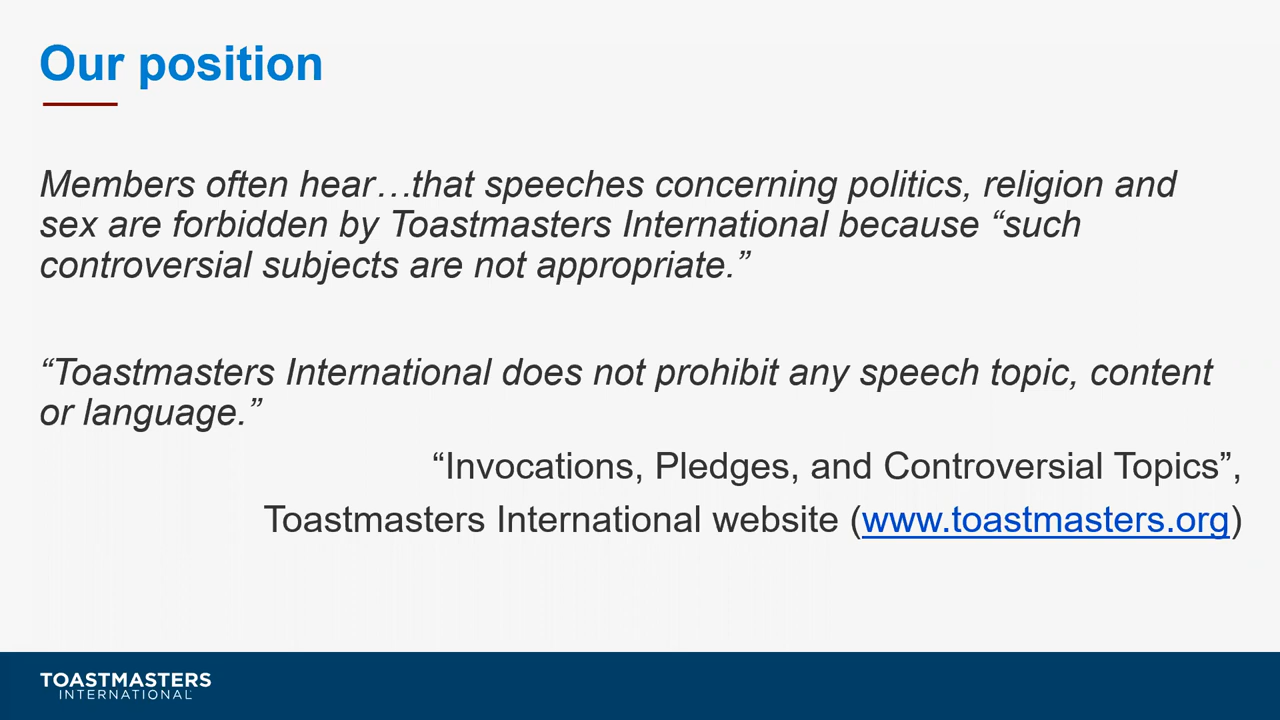 Our position
Members often hear…that speeches concerning politics, religion and
sex are forbidden by Toastmasters International because “such
controversial subjects are not appropriate.”
“Toastmasters International does not prohibit any speech topic, content
or language.”
“Invocations, Pledges, and Controversial Topics”,
Toastmasters International website (www.toastmasters.org)
TOASTMASTERS
INTERNATIONAL